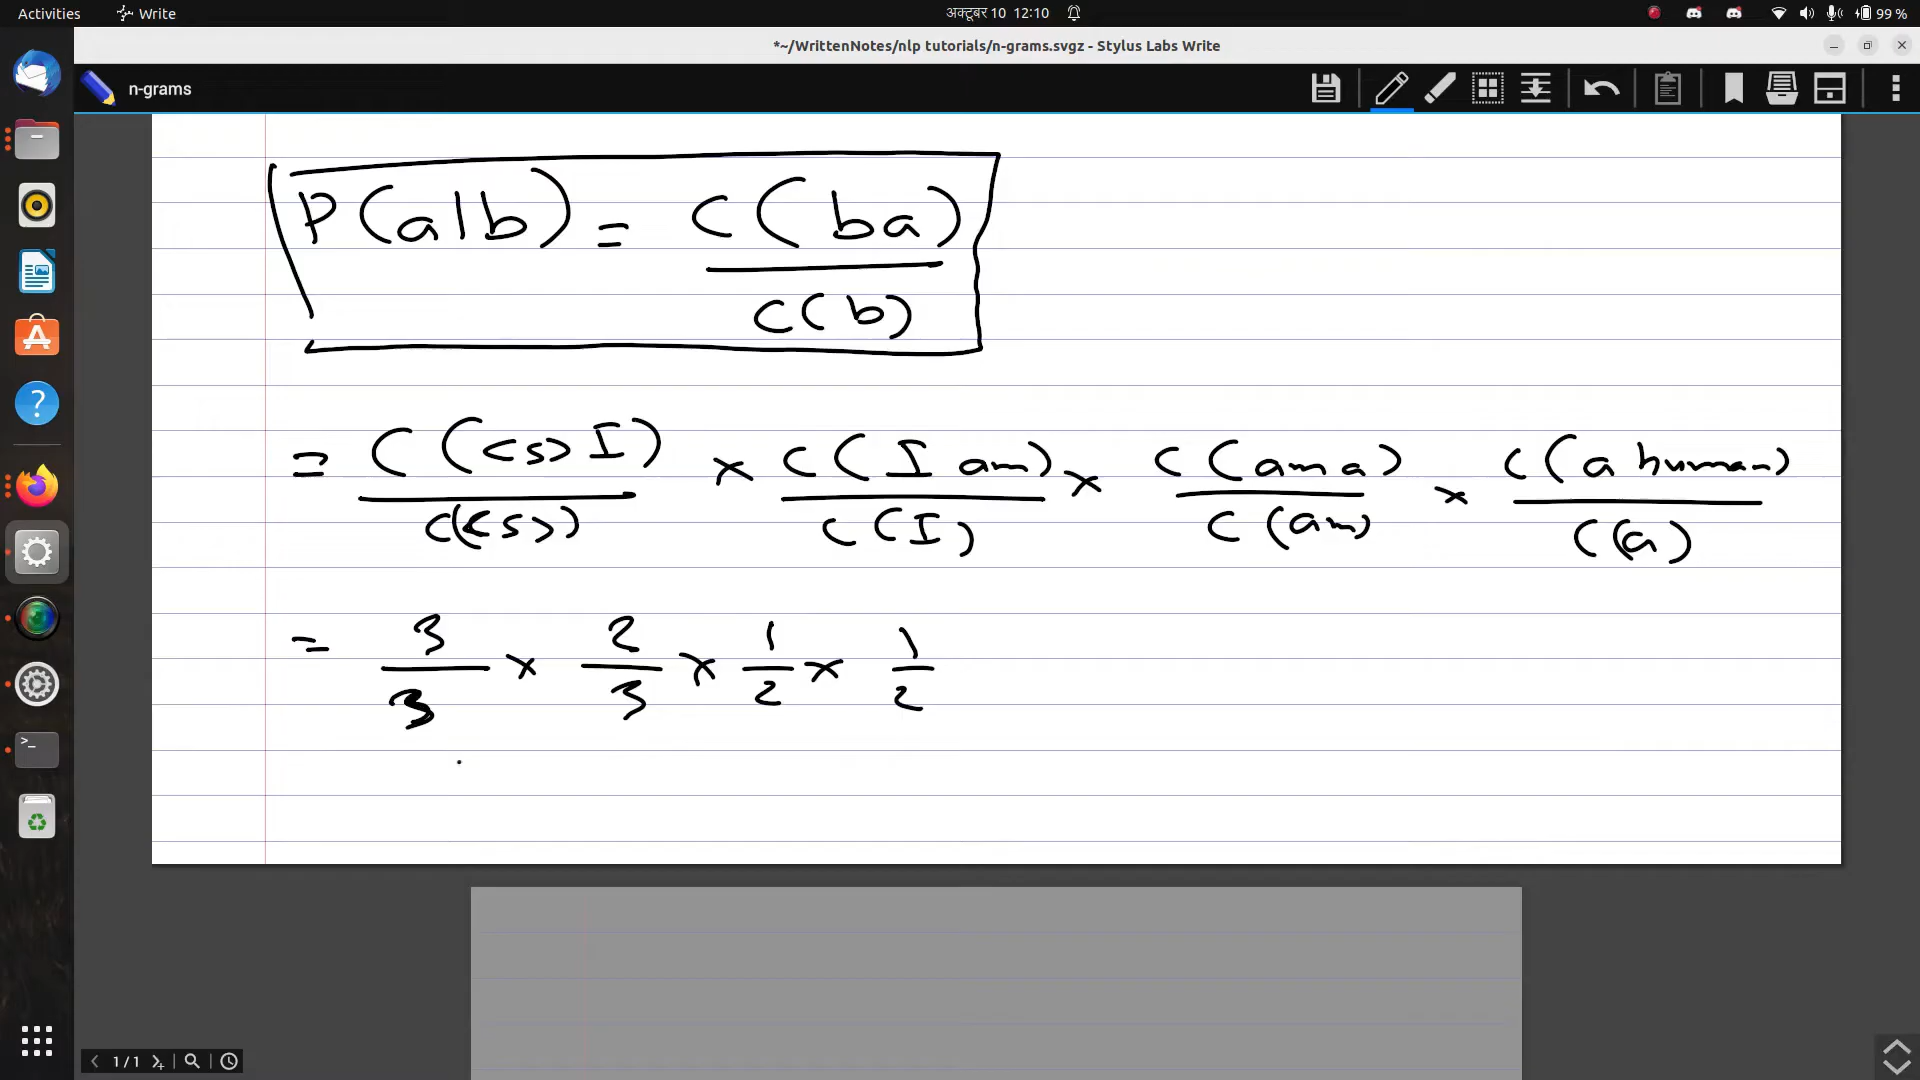 Activities Write अक्टूबर 10 12:10 99 %
*~/WrittenNotes/nlp tutorials/n-grams.svgz - Stylus Labs Write
n-grams
P(a|b) = C(ba)
C(b)
= C(<s> I) × C(I am) × C(am a) × C(a human)
C(<s>) C(I) C(am) C(a)
= 3 × 2 × 1 × 1
3 3 2 2
1 / 1